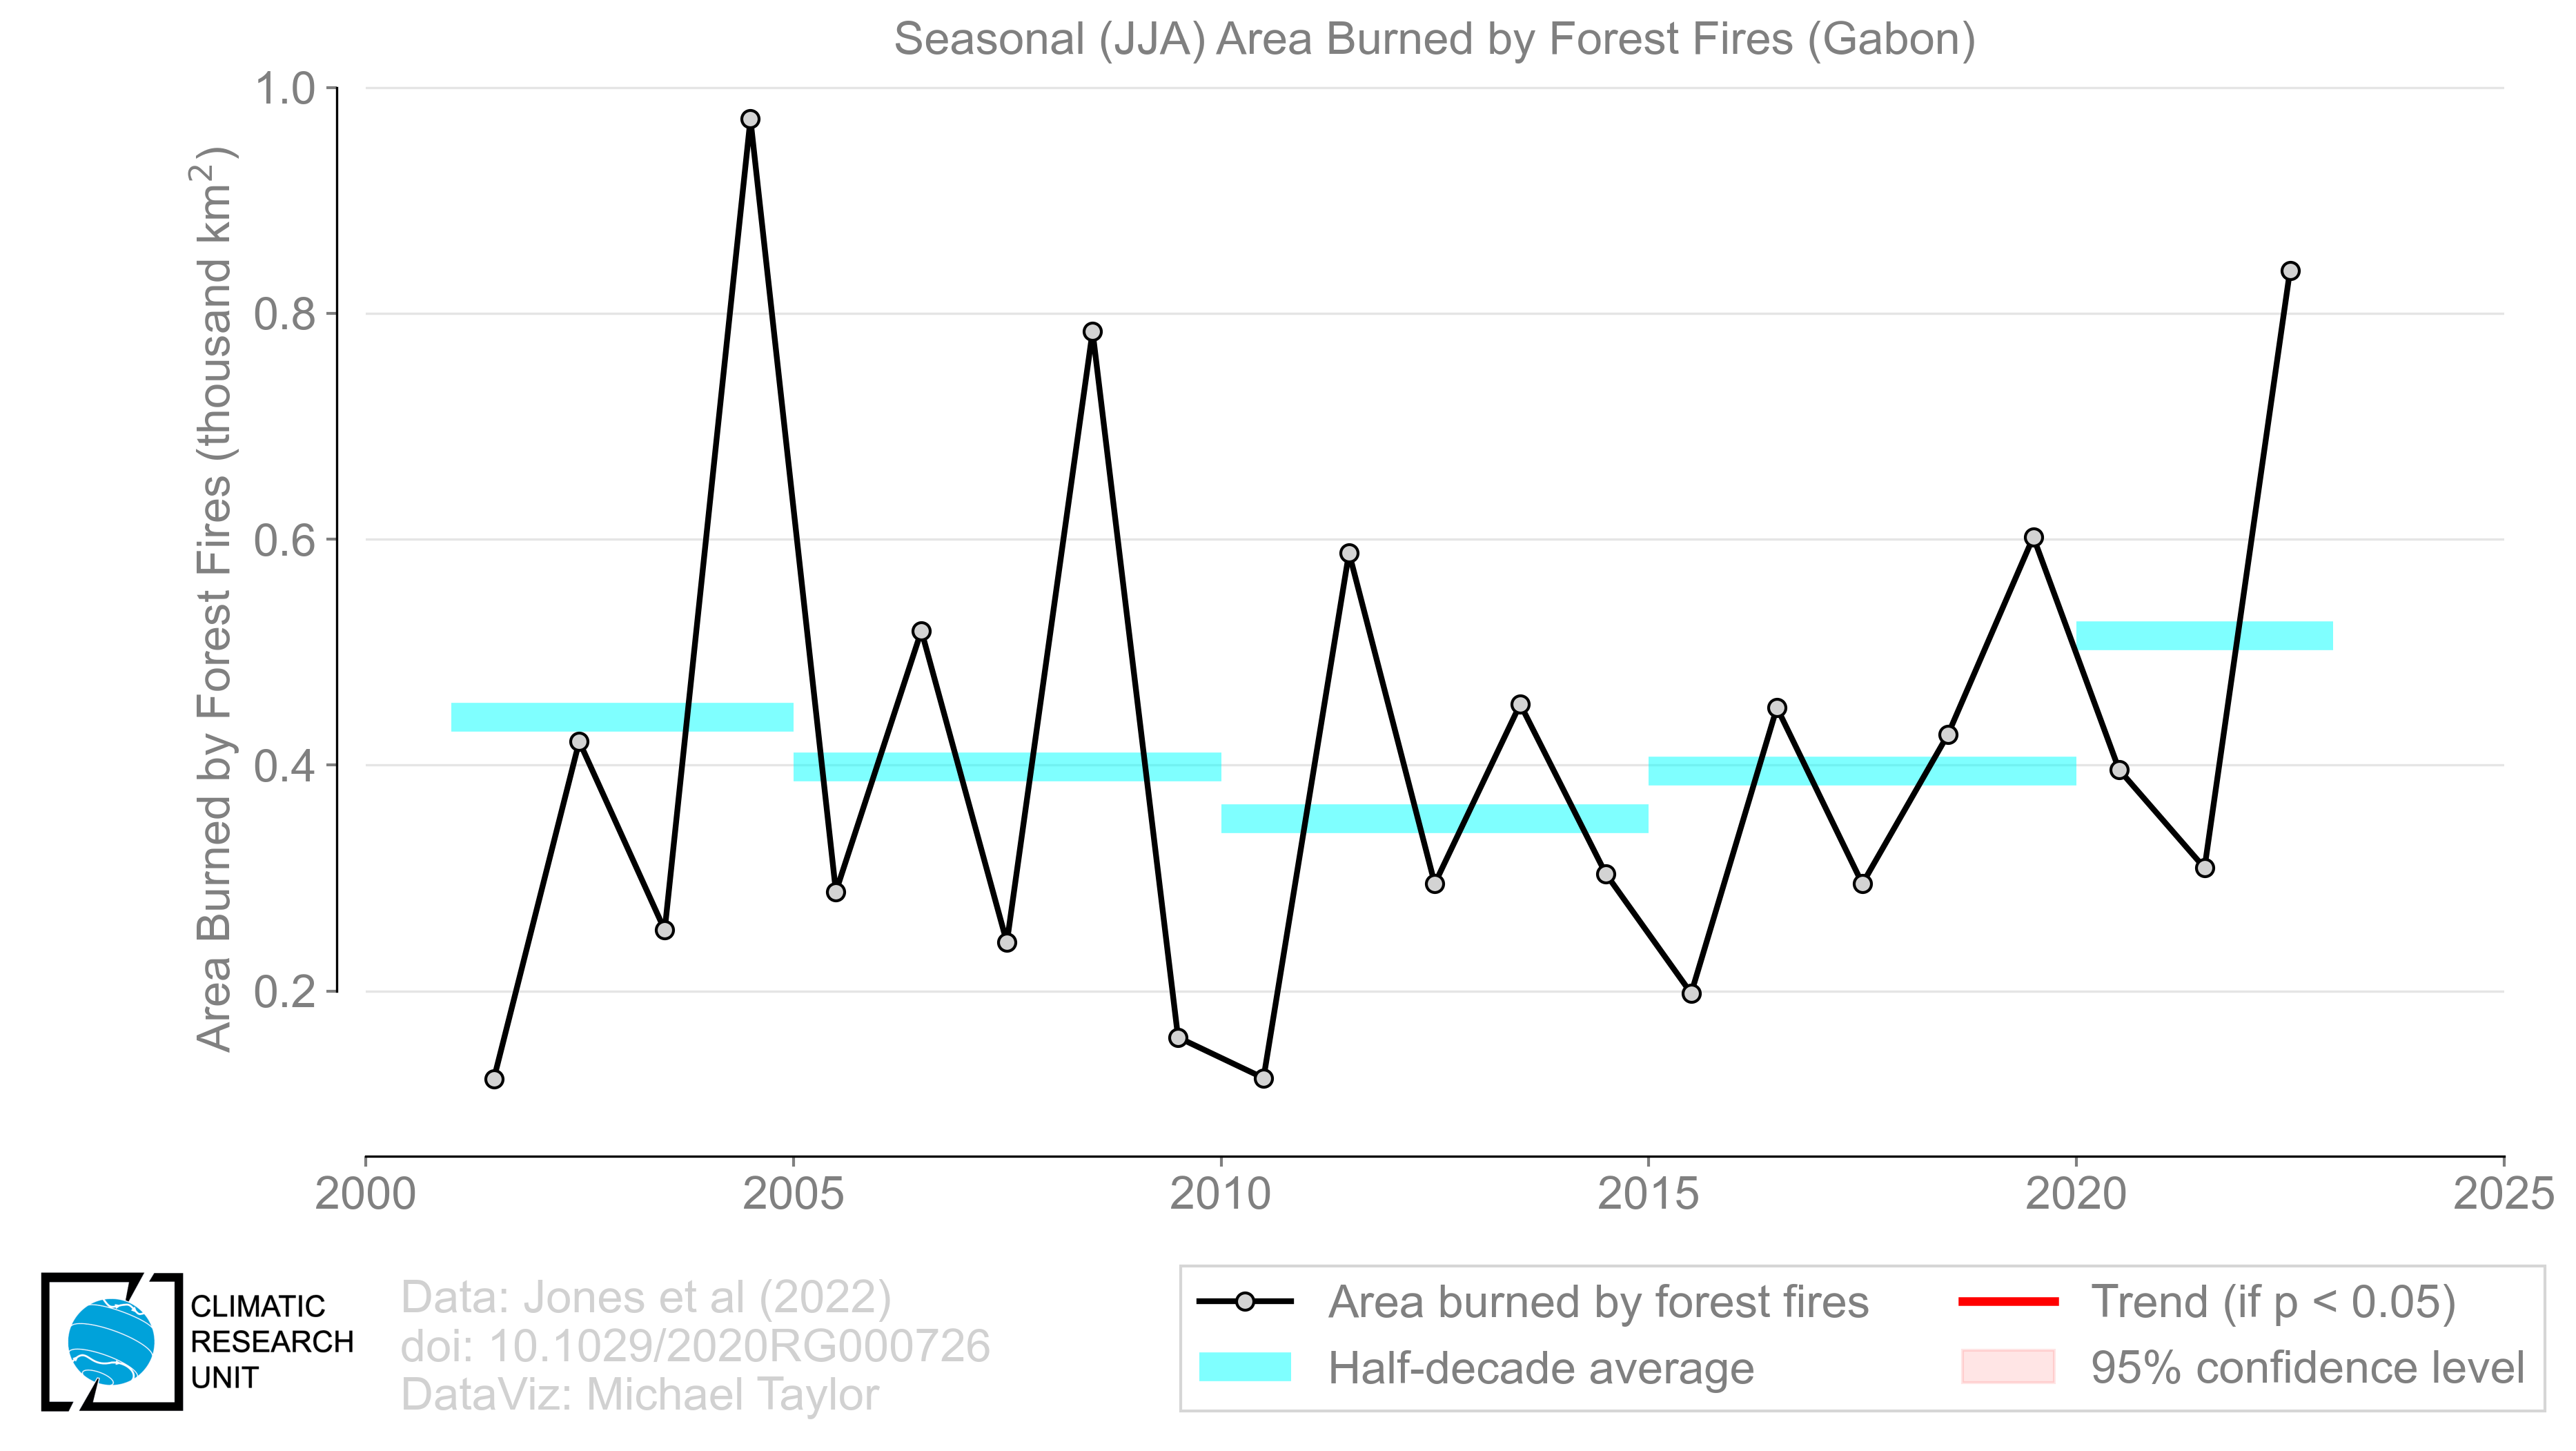 Seasonal (JJA) Area Burned by Forest Fires (Gabon)
Area Burned by Forest Fires (thousand km²)
1.0
0.8
0.6
0.4
0.2
2000 2005 2010 2015 2020 2025
CLIMATIC
RESEARCH
UNIT
Data: Jones et al (2022)
doi: 10.1029/2020RG000726
DataViz: Michael Taylor
Area burned by forest fires
Half-decade average
Trend (if p < 0.05)
95% confidence level